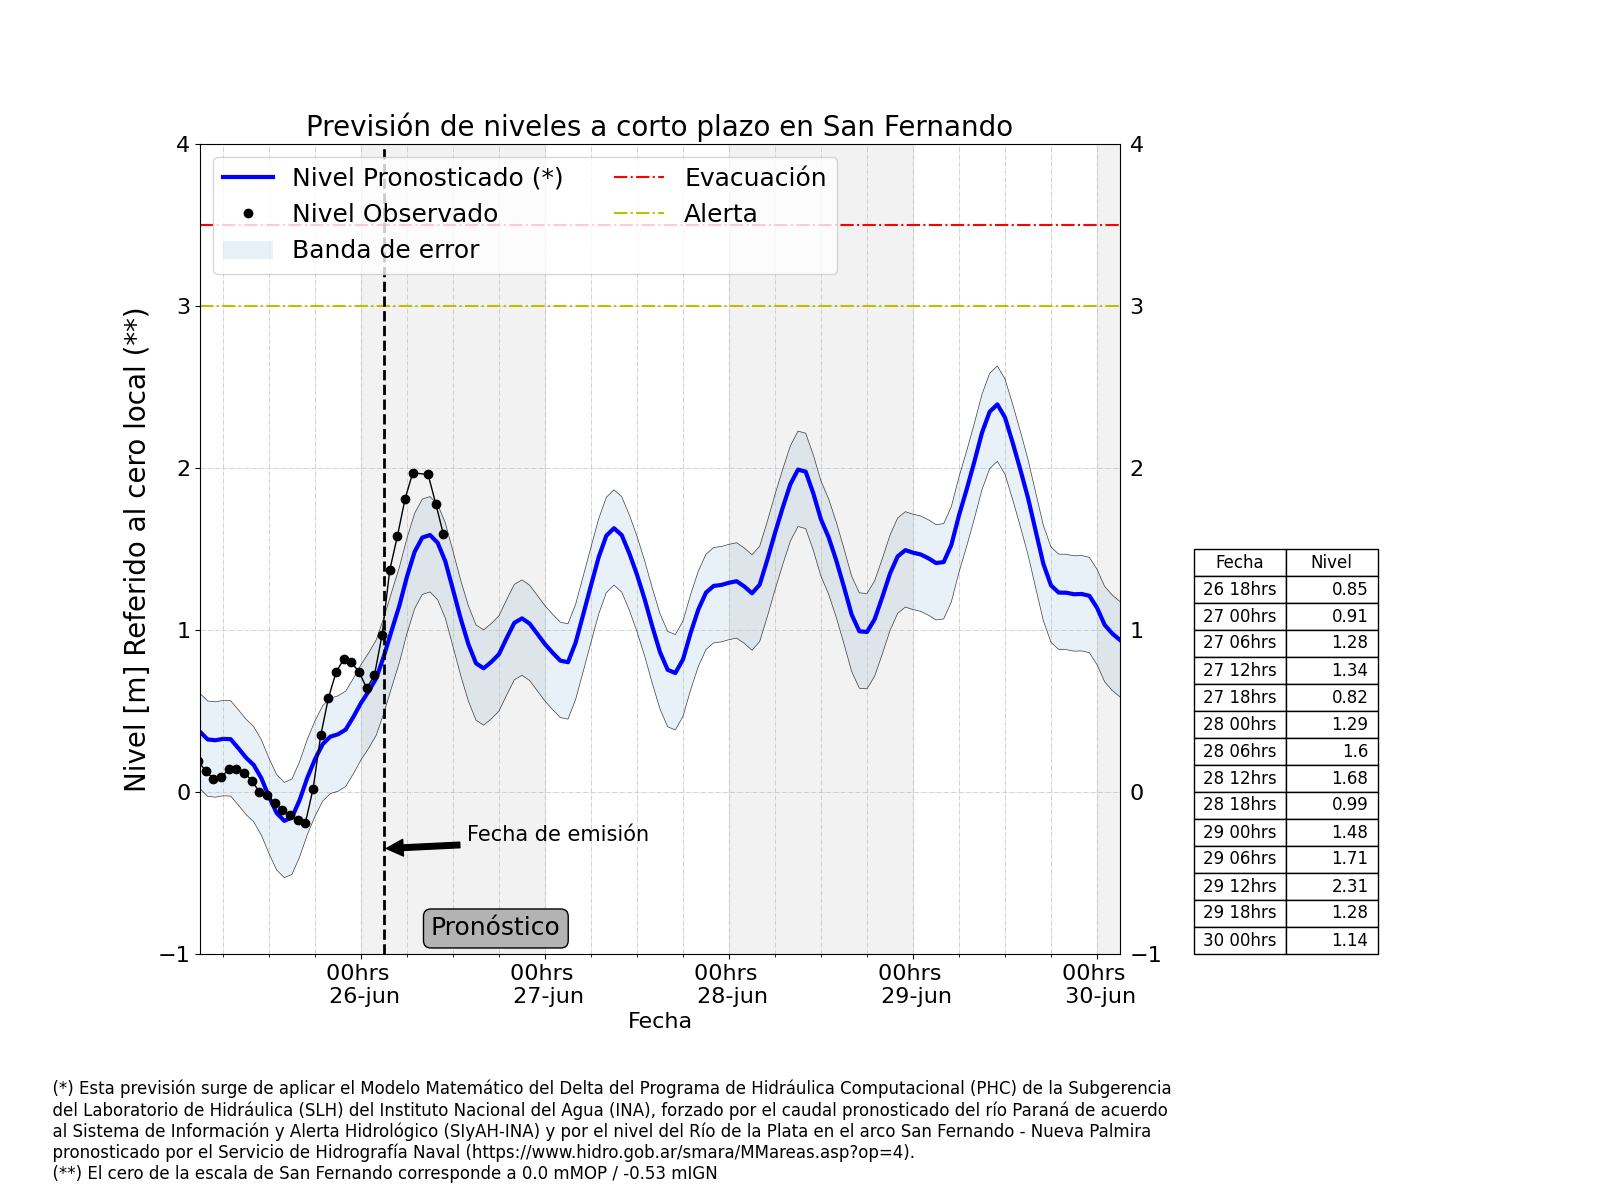 Previsión de niveles a corto plazo en San Fernando
Nivel Pronosticado (*)
Nivel Observado
Banda de error
Evacuación
Alerta
Nivel [m] Referido al cero local (**)
4
3
2
1
0
−1
4
3
2
1
0
−1
Fecha de emisión
Pronóstico
00hrs
26-jun
00hrs
27-jun
00hrs
28-jun
00hrs
29-jun
00hrs
30-jun
Fecha
Fecha Nivel
26 18hrs 0.85
27 00hrs 0.91
27 06hrs 1.28
27 12hrs 1.34
27 18hrs 0.82
28 00hrs 1.29
28 06hrs 1.6
28 12hrs 1.68
28 18hrs 0.99
29 00hrs 1.48
29 06hrs 1.71
29 12hrs 2.31
29 18hrs 1.28
30 00hrs 1.14
(*) Esta previsión surge de aplicar el Modelo Matemático del Delta del Programa de Hidráulica Computacional (PHC) de la Subgerencia
del Laboratorio de Hidráulica (SLH) del Instituto Nacional del Agua (INA), forzado por el caudal pronosticado del río Paraná de acuerdo
al Sistema de Información y Alerta Hidrológico (SIyAH-INA) y por el nivel del Río de la Plata en el arco San Fernando - Nueva Palmira
pronosticado por el Servicio de Hidrografía Naval (https://www.hidro.gob.ar/smara/MMareas.asp?op=4).
(**) El cero de la escala de San Fernando corresponde a 0.0 mMOP / -0.53 mIGN